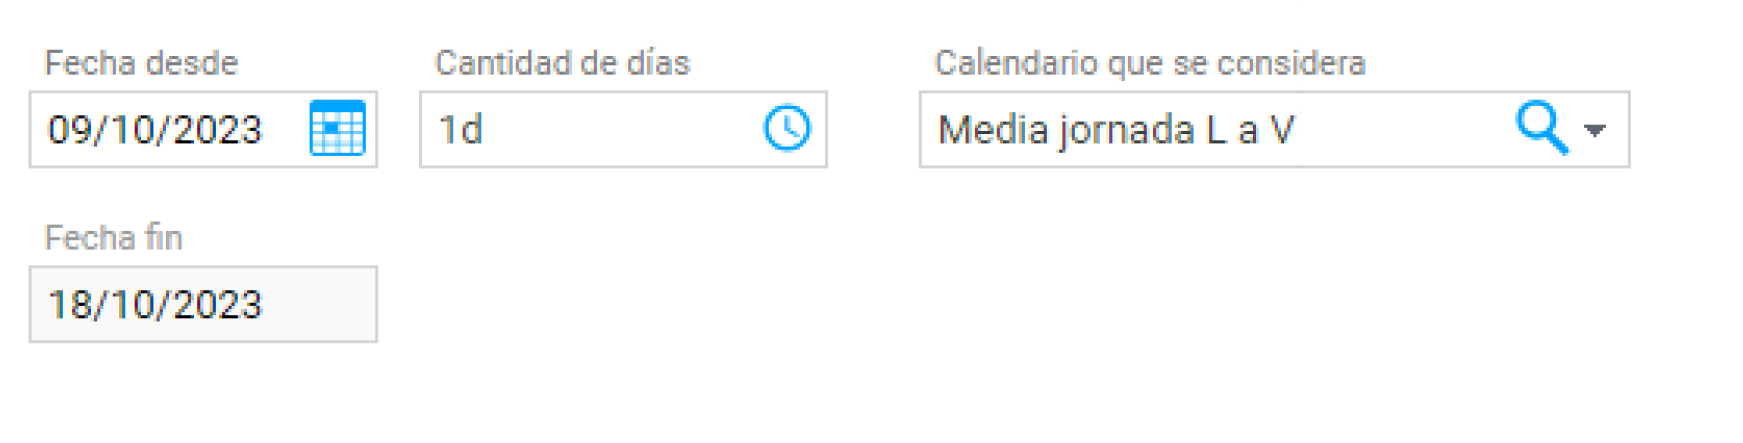 Fecha desde Cantidad de días Calendario que se considera
09/10/2023 1d Media jornada L a V
Fecha fin
18/10/2023